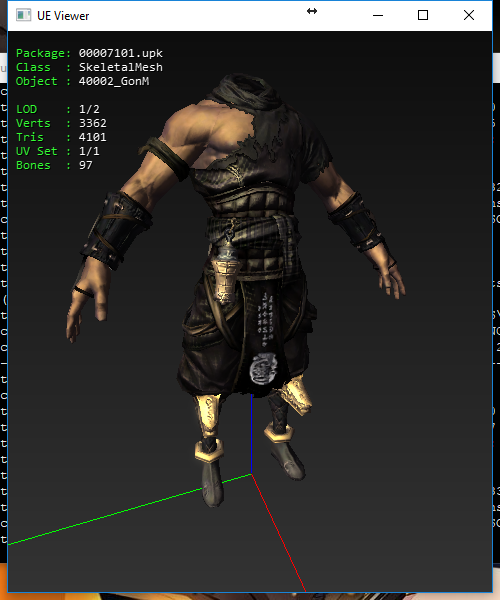 UE Viewer
Package: 00007101.upk
Class : SkeletalMesh
Object : 40002_GonM
LOD : 1/2
Verts : 3362
Tris : 4101
UV Set : 1/1
Bones : 97